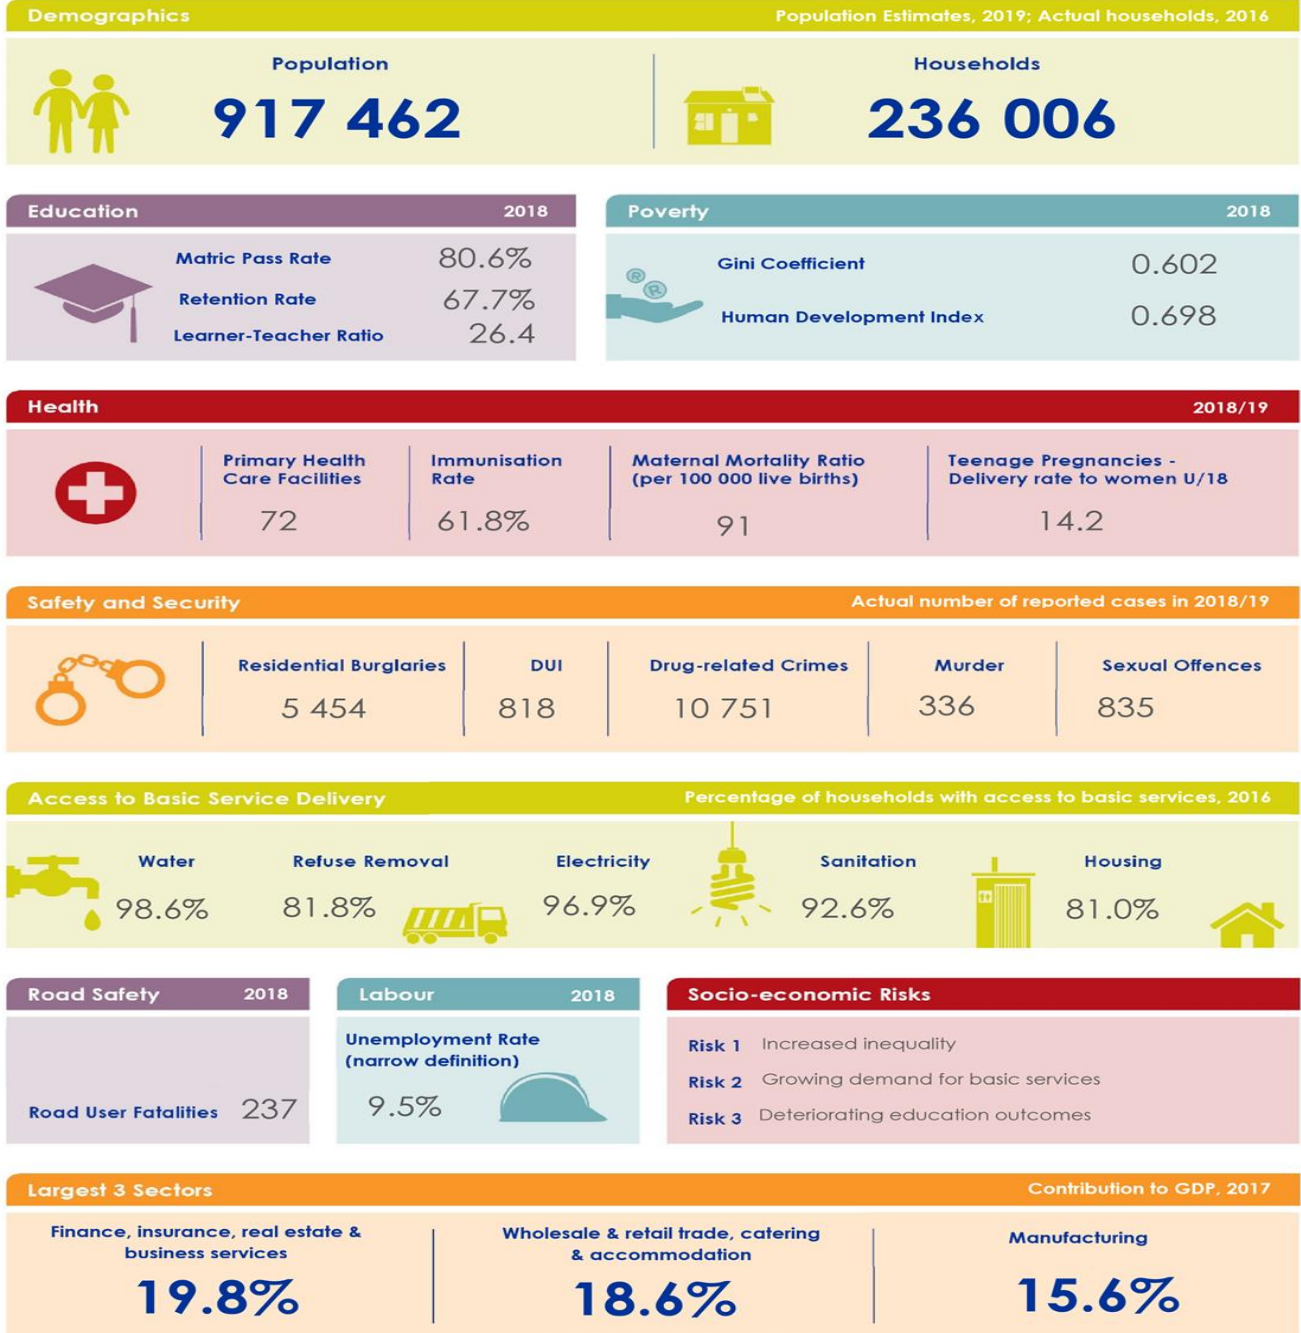 Demographics
Population Estimates, 2019; Actual households, 2016
Population
917 462
Households
236 006
Education
2018
Matric Pass Rate
80.6%
Retention Rate
67.7%
Learner-Teacher Ratio
26.4
Poverty
2018
Gini Coefficient
0.602
Human Development Index
0.698
Health
2018/19
Primary Health
Care Facilities
72
Immunisation
Rate
61.8%
Maternal Mortality Ratio
(per 100 000 live births)
91
Teenage Pregnancies -
Delivery rate to women U/18
14.2
Safety and Security
Actual number of reported cases in 2018/19
Residential Burglaries
5 454
DUI
818
Drug-related Crimes
10 751
Murder
336
Sexual Offences
835
Access to Basic Service Delivery
Percentage of households with access to basic services, 2016
Water
98.6%
Refuse Removal
81.8%
Electricity
96.9%
Sanitation
92.6%
Housing
81.0%
Road Safety
2018
Road User Fatalities
237
Labour
2018
Unemployment Rate
(narrow definition)
9.5%
Socio-economic Risks
Risk 1 Increased inequality
Risk 2 Growing demand for basic services
Risk 3 Deteriorating education outcomes
Largest 3 Sectors
Contribution to GDP, 2017
Finance, insurance, real estate &
business services
19.8%
Wholesale & retail trade, catering
& accommodation
18.6%
Manufacturing
15.6%